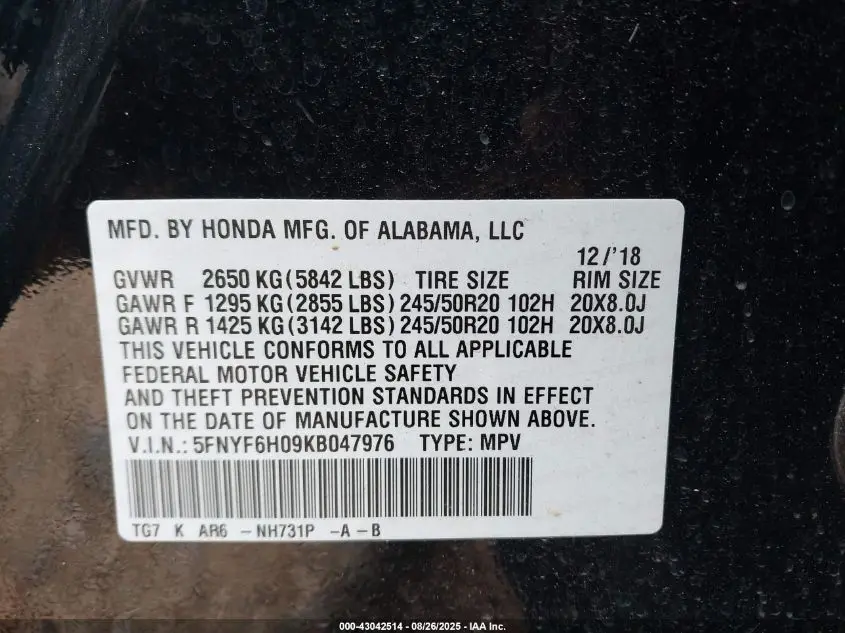 MFD. BY HONDA MFG. OF ALABAMA, LLC
12/'18
GVWR 2650 KG(5842 LBS) TIRE SIZE RIM SIZE
GAWR F 1295 KG(2855 LBS) 245/50R20 102H 20X8.0J
GAWR R 1425 KG(3142 LBS) 245/50R20 102H 20X8.0J
THIS VEHICLE CONFORMS TO ALL APPLICABLE
FEDERAL MOTOR VEHICLE SAFETY
AND THEFT PREVENTION STANDARDS IN EFFECT
ON THE DATE OF MANUFACTURE SHOWN ABOVE.
V.I.N.: 5FNYF6H09KB047976 TYPE: MPV
TG7 K AR6 -NH731P -A-B
000-43042514 - 08/26/2025 - IAA Inc.